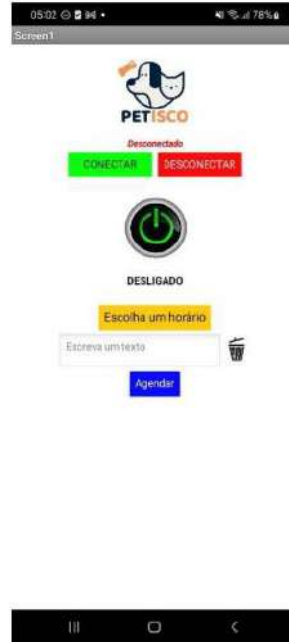 05:02 78%
Screen1
PETISCO
Desconectado
CONECTAR DESCONECTAR
DESLIGADO
Escolha um horário
Escreva um texto
Agendar